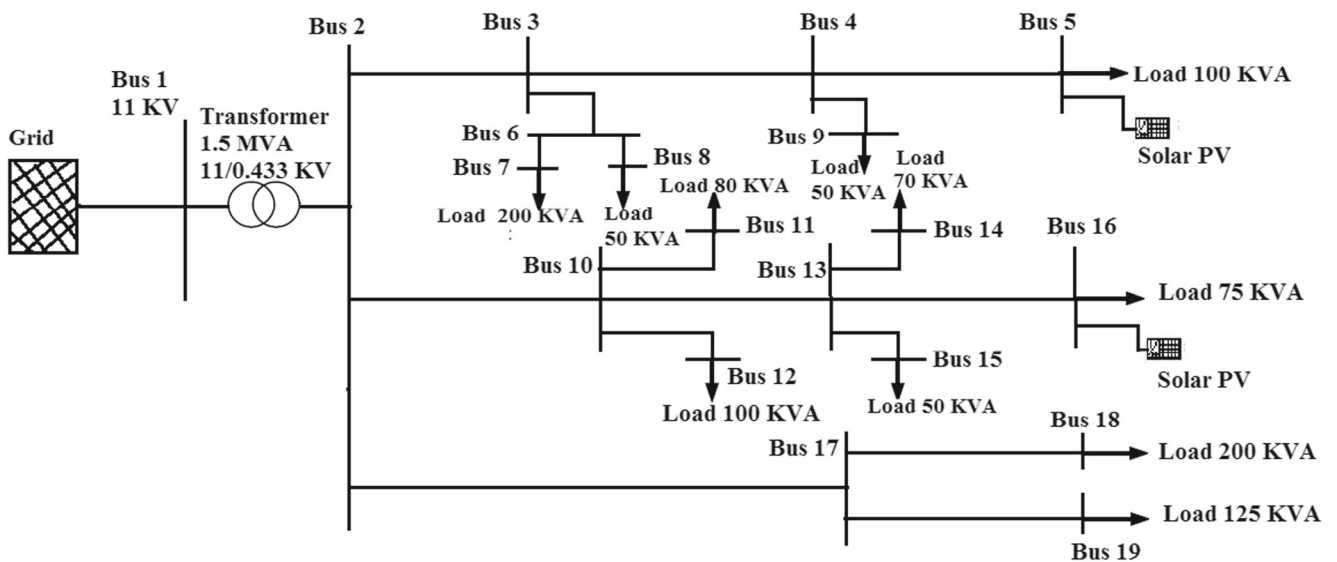 Bus 2
Bus 3
Bus 4
Bus 5
Bus 1
11 KV
Load 100 KVA
Grid
Transformer
1.5 MVA
11/0.433 KV
Bus 6
Bus 7
Bus 8
Bus 9
Load
50 KVA
Load
70 KVA
Solar PV
Load 200 KVA
Load
50 KVA
Load 80 KVA
Bus 11
Bus 14
Bus 16
Bus 10
Bus 13
Load 75 KVA
Bus 12
Load 100 KVA
Bus 15
Load 50 KVA
Solar PV
Bus 17
Bus 18
Load 200 KVA
Load 125 KVA
Bus 19